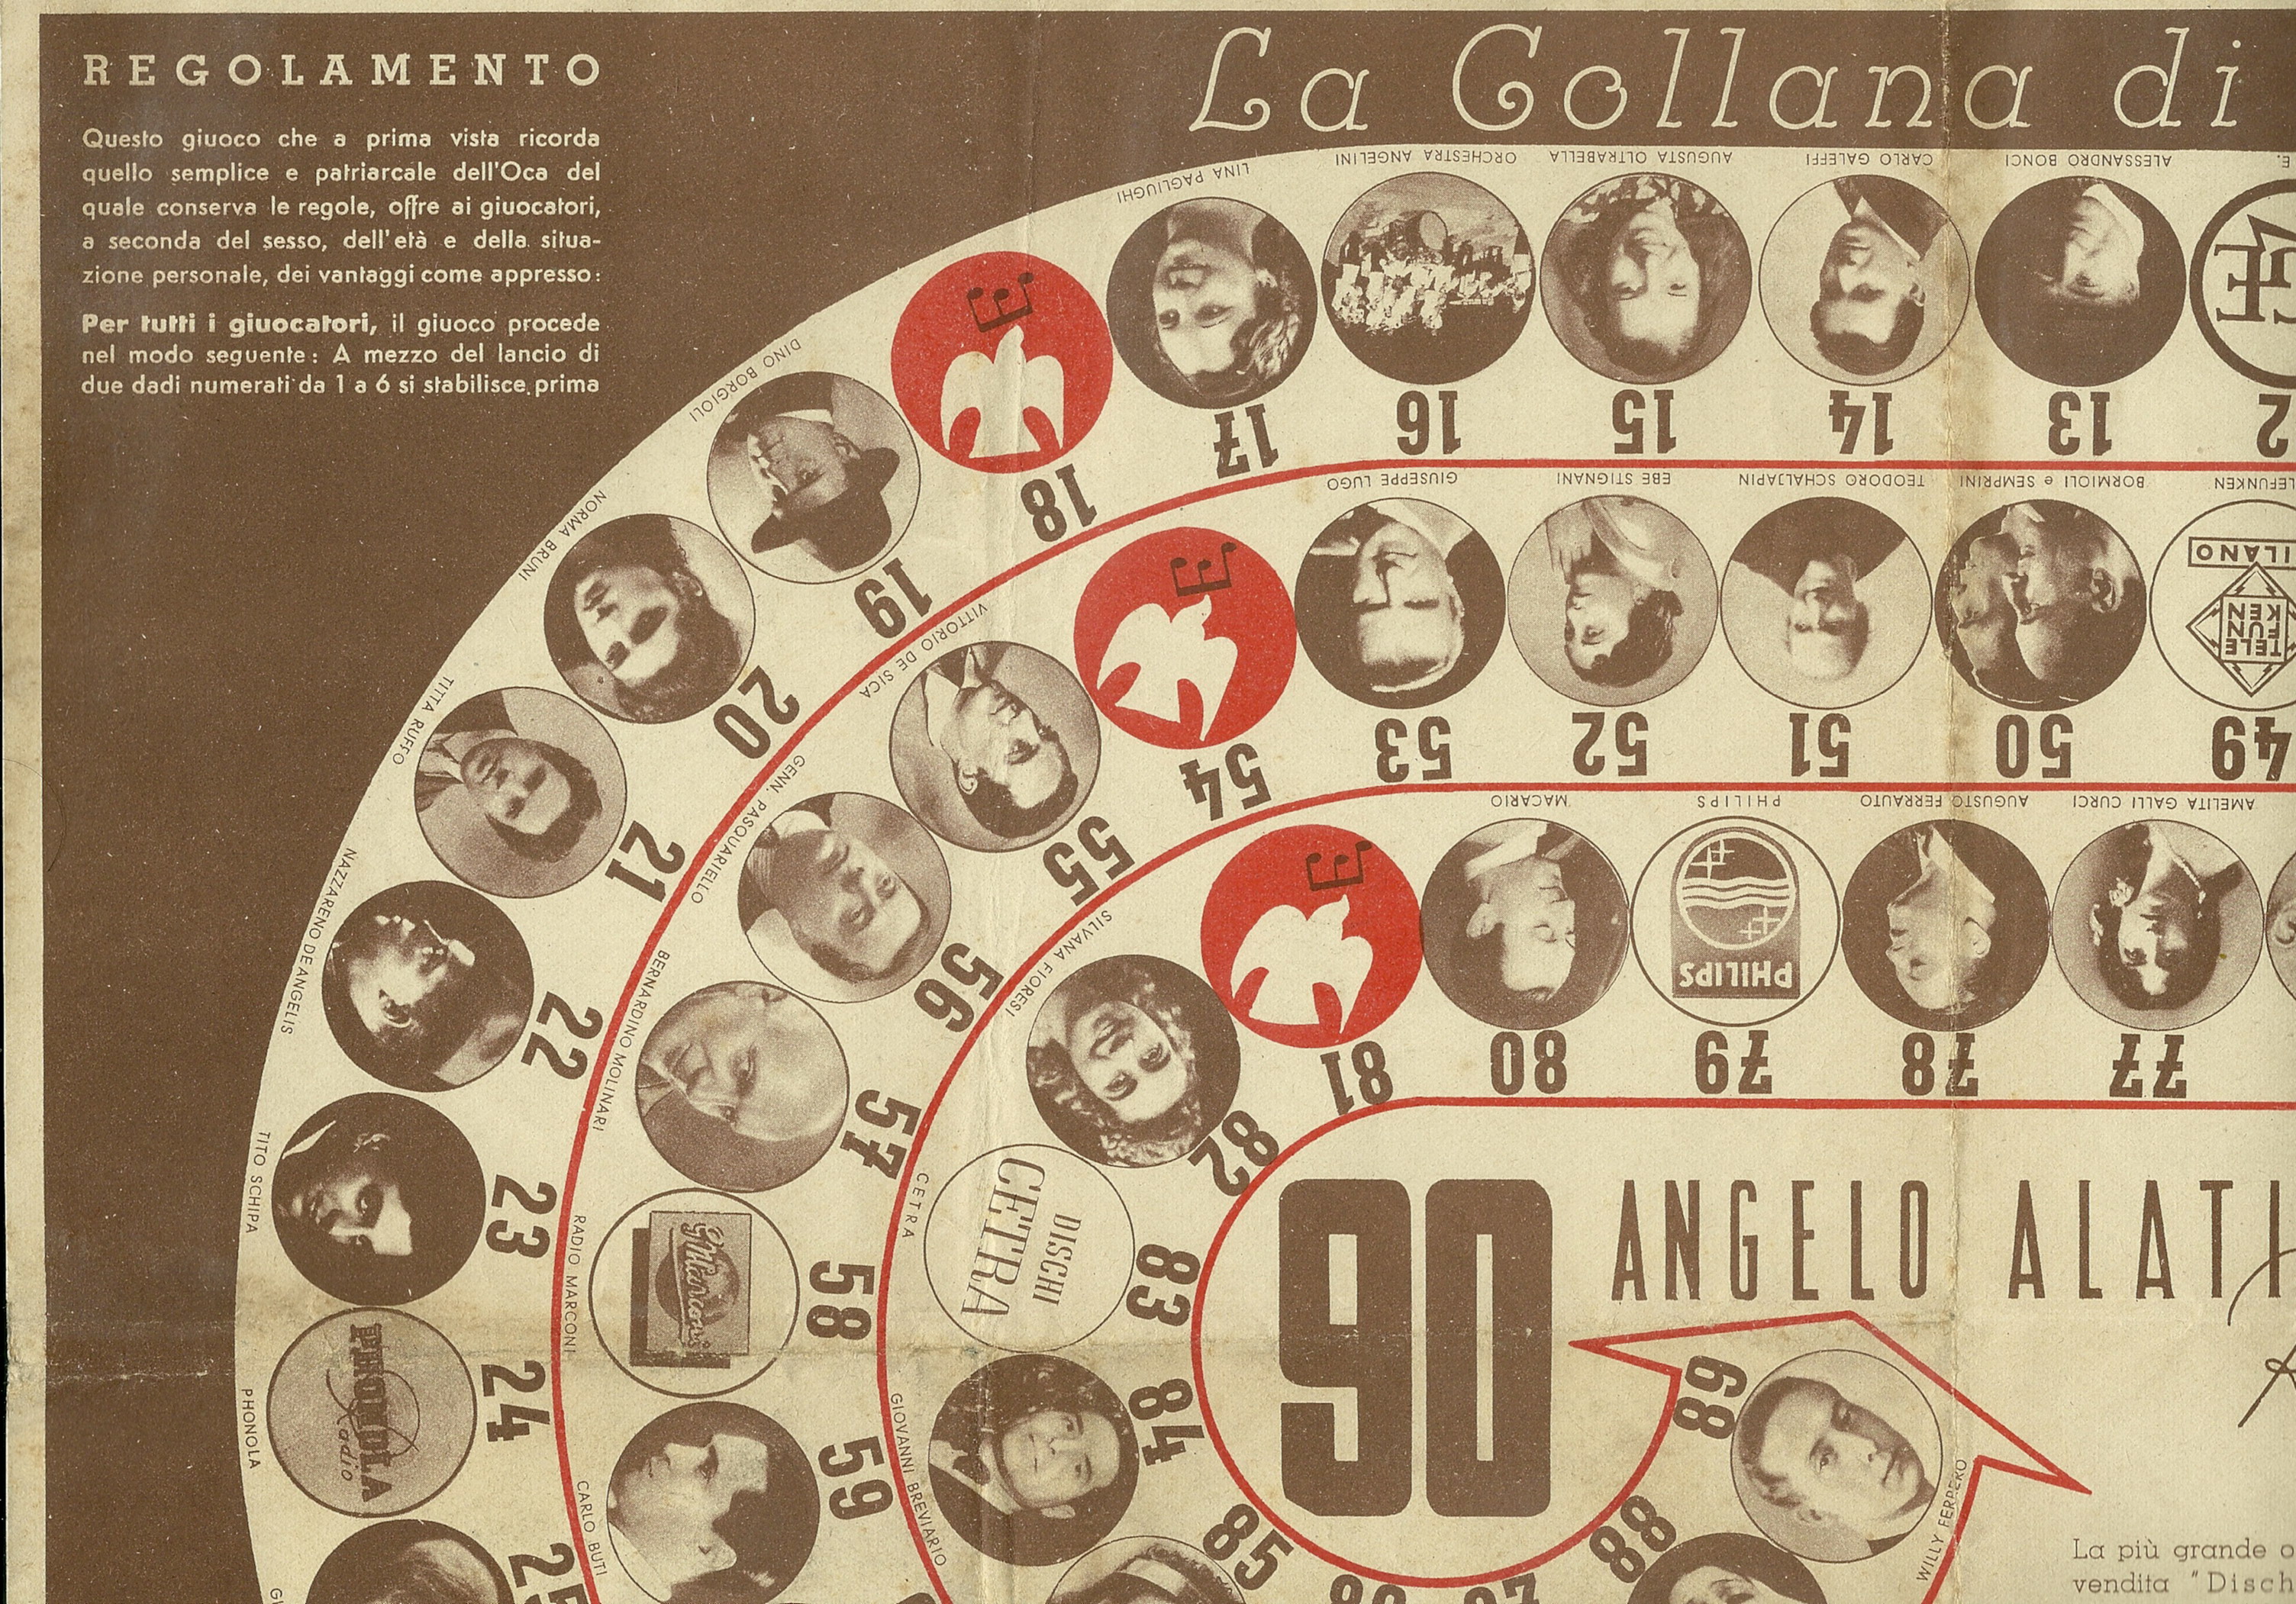 REGOLAMENTO
Questo giuoco che a prima vista ricorda
quello semplice e patriarcale dell'Oca del
quale conserva le regole, offre ai giuocatori,
a seconda del sesso, dell'età e della situa-
zione personale, dei vantaggi come appresso:
Per tutti i giuocatori, il giuoco procede
nel modo seguente: A mezzo del lancio di
due dadi numerati da 1 a 6 si stabilisce prima
La Collana di
ALESSANDRO BONCI
13
CARLO GALEFFI
14
AUGUSTA OLTRABELLA
15
ORCHESTRA ANGELINI
16
LINA PAGLIUGHI
17
18
DINO BORGIOLI
19
NORMA BRUNI
20
TITTA RUFFO
21
NAZZARENO DE ANGELIS
22
TITO SCHIPA
23
PHONOLA
PHONOLA
Radio
24
25
TELE
FUN
KEN
49
BORMIOLI e SEMPRINI
50
TEODORO SCHALJAPIN
51
EBE STIGNANI
52
GIUSEPPE LUGO
53
54
VITTORIO DE SICA
55
GENN. PASQUARIELLO
56
BERNARDINO MOLINARI
57
RADIO MARCONI
58
CARLO BUTI
59
AMELITA GALLI CURCI
77
AUGUSTO FERRAUTO
78
PHILIPS
PHILIPS
79
MACARIO
80
81
SILVANA FIORESI
82
CETRA
DISCHI
CETRA
83
GIOVANNI BREVIARIO
84
85
88
WILLY FERRERO
89
90
ANGELO ALATI
La più grande o
vendita "Disch